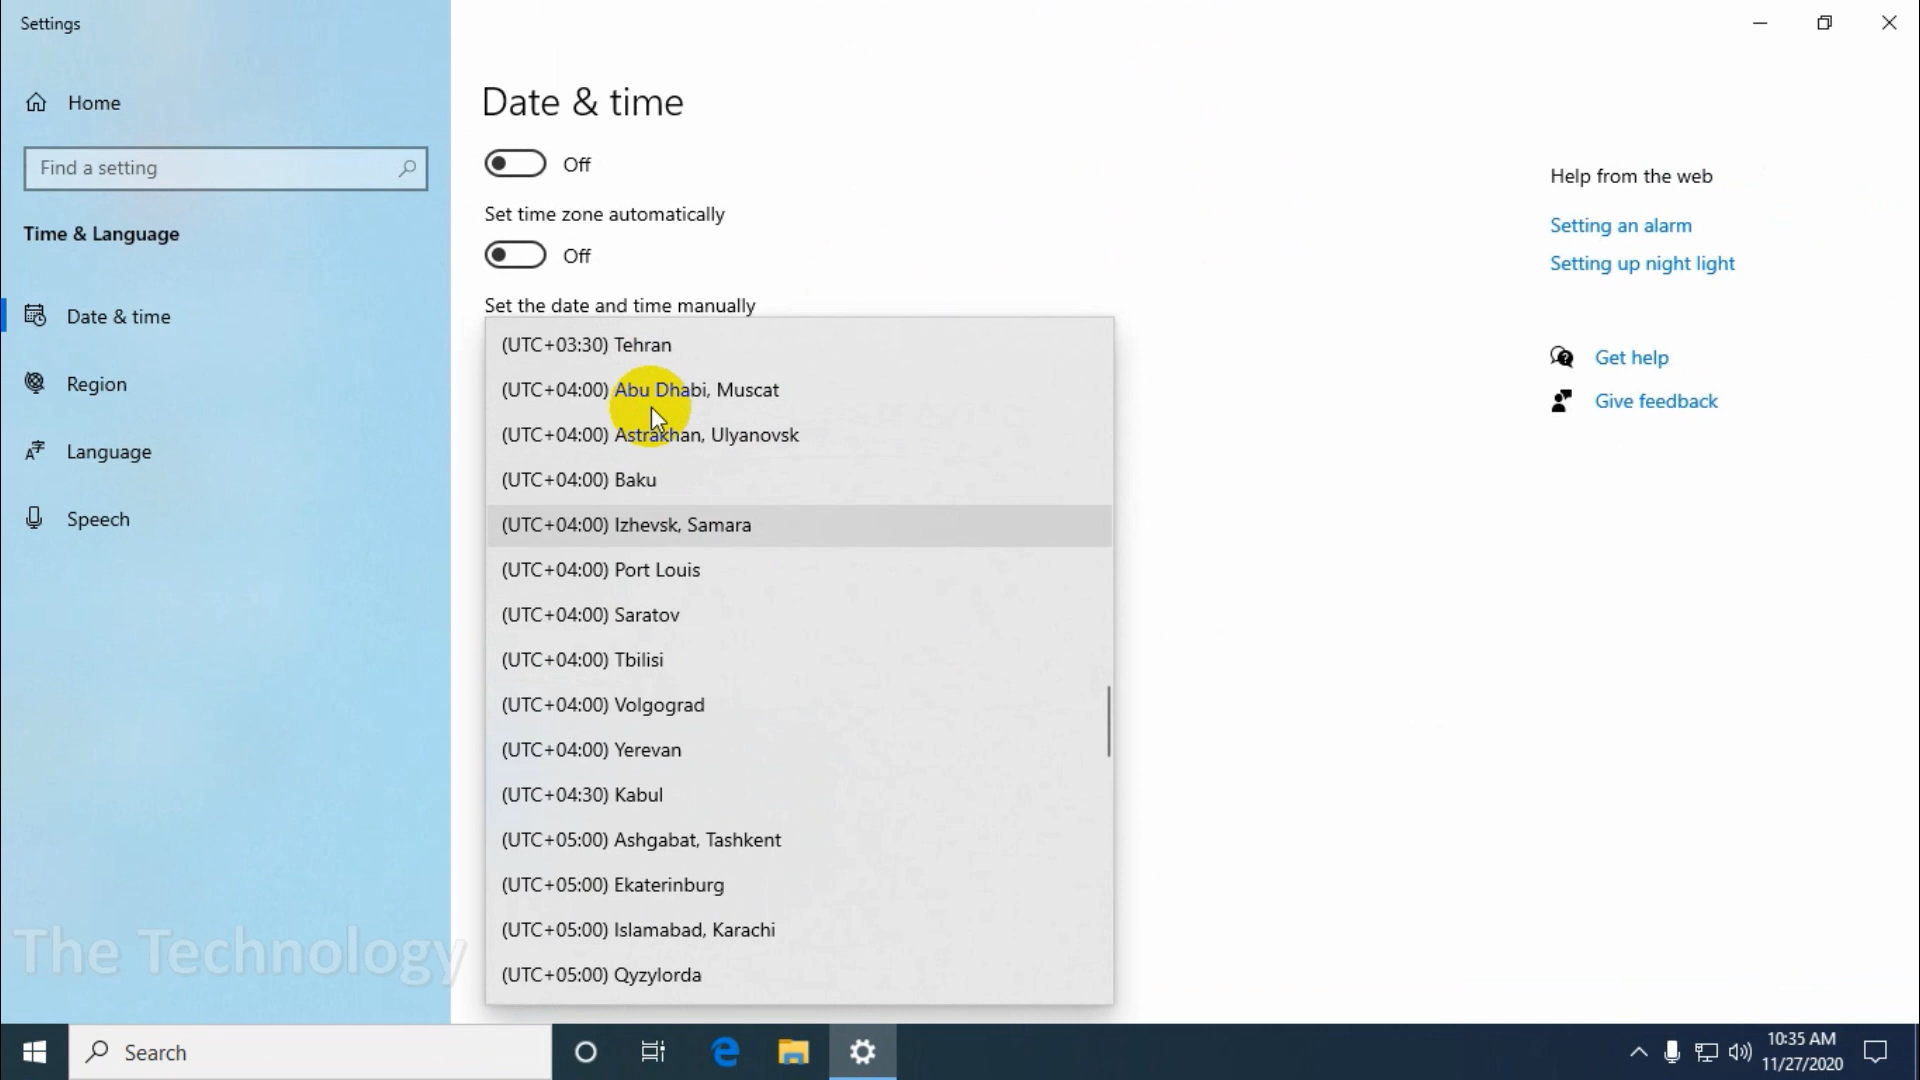 Settings
Home
Find a setting
Time & Language
Date & time
Region
Language
Speech
Date & time
Off
Set time zone automatically
Off
Set the date and time manually
(UTC+03:30) Tehran
(UTC+04:00) Abu Dhabi, Muscat
(UTC+04:00) Astrakhan, Ulyanovsk
(UTC+04:00) Baku
(UTC+04:00) Izhevsk, Samara
(UTC+04:00) Port Louis
(UTC+04:00) Saratov
(UTC+04:00) Tbilisi
(UTC+04:00) Volgograd
(UTC+04:00) Yerevan
(UTC+04:30) Kabul
(UTC+05:00) Ashgabat, Tashkent
(UTC+05:00) Ekaterinburg
(UTC+05:00) Islamabad, Karachi
(UTC+05:00) Qyzylorda
Help from the web
Setting an alarm
Setting up night light
Get help
Give feedback
The Technology
Search
10:35 AM
11/27/2020